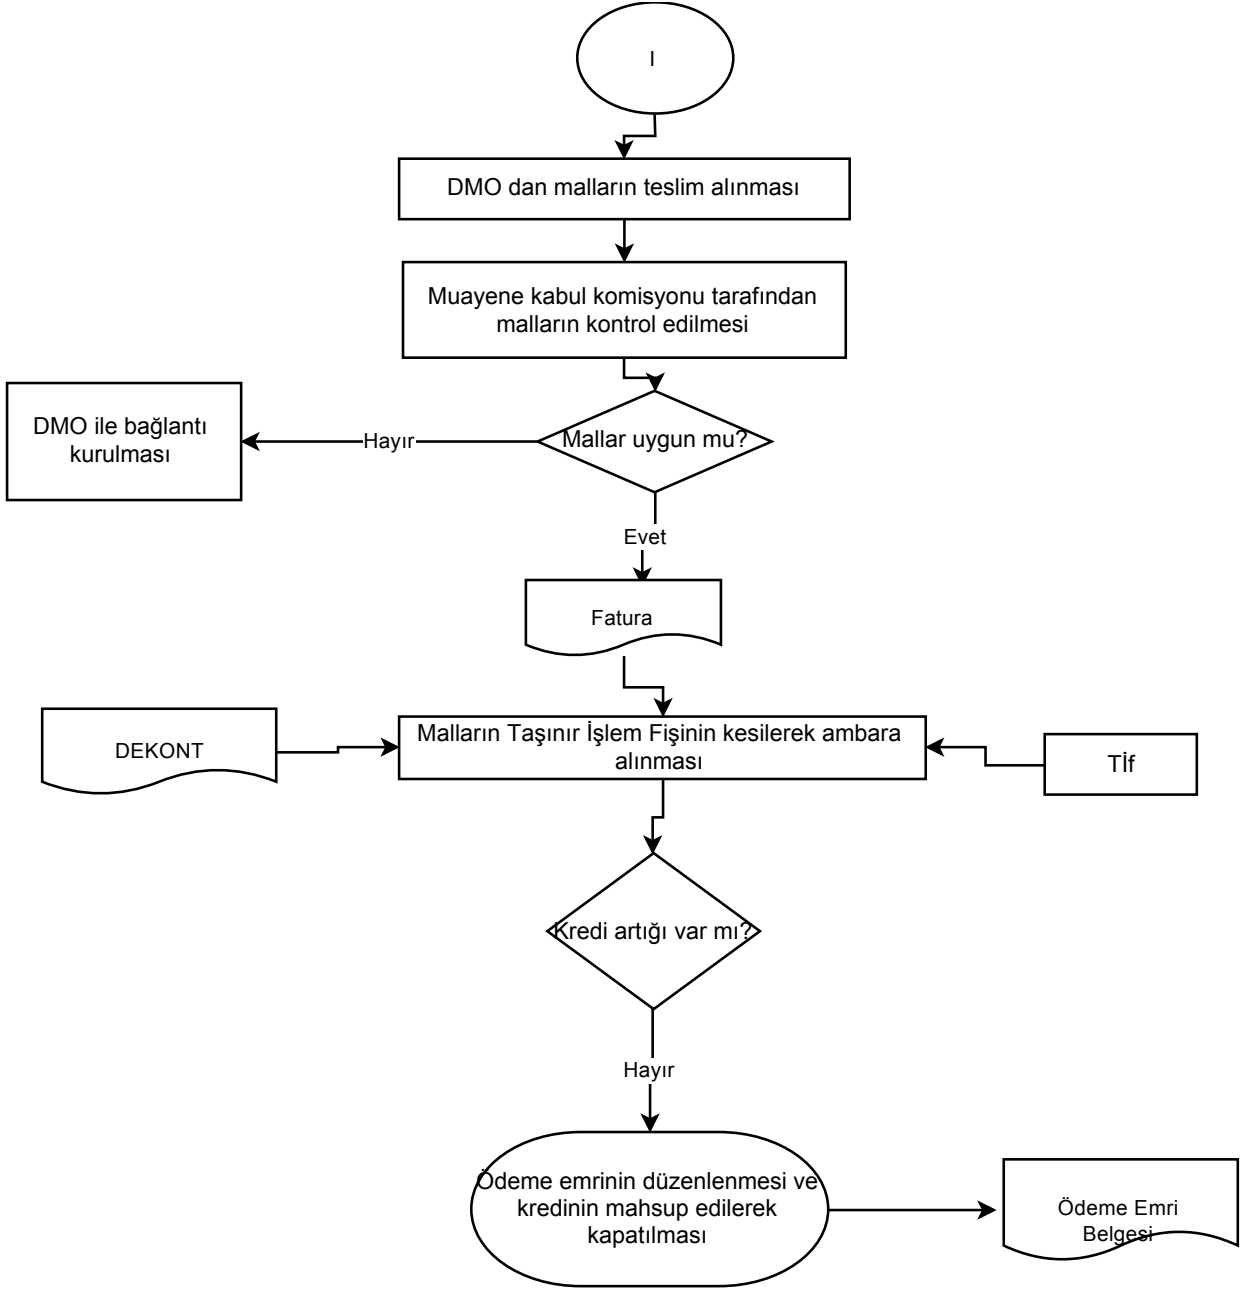 I
DMO dan malların teslim alınması
Muayene kabul komisyonu tarafından
malların kontrol edilmesi
DMO ile bağlantı
kurulması
Hayır
Mallar uygun mu?
Evet
Fatura
DEKONT
Malların Taşınır İşlem Fişinin kesilerek ambara
alınması
Tİf
Kredi artığı var mı?
Hayır
Ödeme emrinin düzenlenmesi ve
kredinin mahsup edilerek
kapatılması
Ödeme Emri
Belgesi